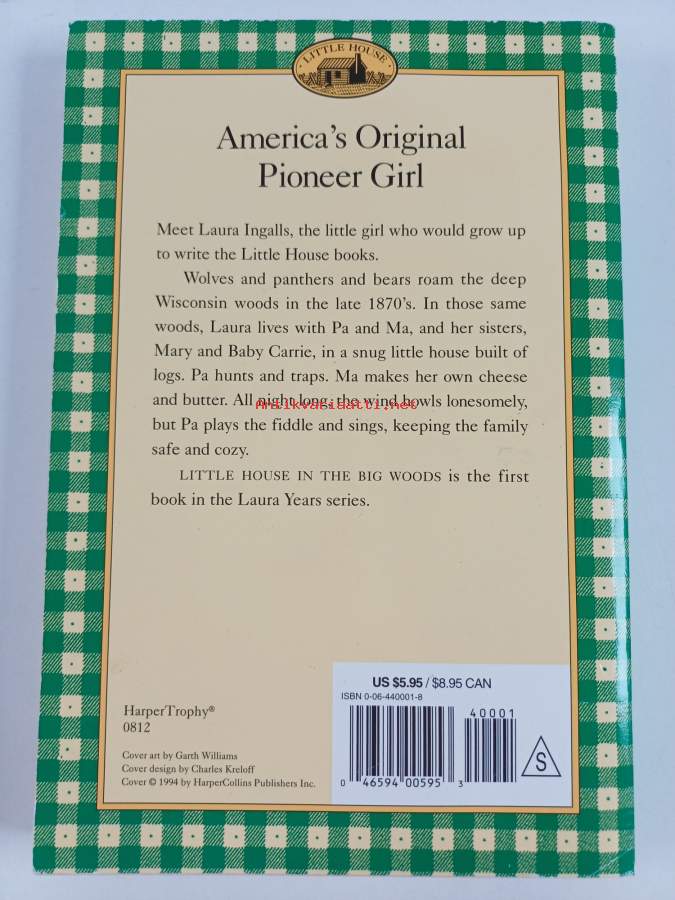 · LITTLE HOUSE ·
America's Original
Pioneer Girl
Meet Laura Ingalls, the little girl who would grow up
to write the Little House books.
Wolves and panthers and bears roam the deep
Wisconsin woods in the late 1870's. In those same
woods, Laura lives with Pa and Ma, and her sisters,
Mary and Baby Carrie, in a snug little house built of
logs. Pa hunts and traps. Ma makes her own cheese
and butter. All night long, the wind howls lonesomely,
Antikvariaatti.net
but Pa plays the fiddle and sings, keeping the family
safe and cozy.
LITTLE HOUSE IN THE BIG WOODS is the first
book in the Laura Years series.
HarperTrophy®
0812
Cover art by Garth Williams
Cover design by Charles Kreloff
Cover © 1994 by HarperCollins Publishers Inc.
US $5.95 / $8.95 CAN
ISBN 0-06-440001-8
40001
0 46594 00595 3
S